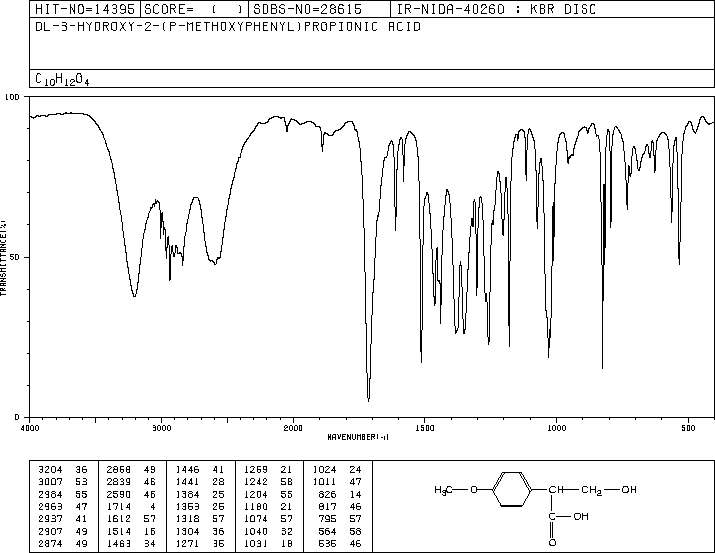 HIT-NO=14395 SCORE= ( ) SDBS-NO=28615 IR-NIDA-40260 : KBR DISC
DL-3-HYDROXY-2-(P-METHOXYPHENYL)PROPIONIC ACID
C10H12O4
100
50
0
TRANSMITTANCE(%)
4000 3000 2000 1500 1000 500
WAVENUMBER(-1)
3204 36 2868 49 1446 41 1269 21 1024 24
3007 53 2839 46 1441 28 1242 58 1011 47
2984 55 2590 46 1384 25 1204 55 826 14
2963 47 1714 4 1353 25 1180 21 817 46
2937 41 1612 57 1318 57 1074 57 795 57
2907 49 1514 16 1304 36 1040 32 564 58
2874 49 1463 34 1271 35 1031 18 535 46
H3C O CH CH2 OH
C OH
O